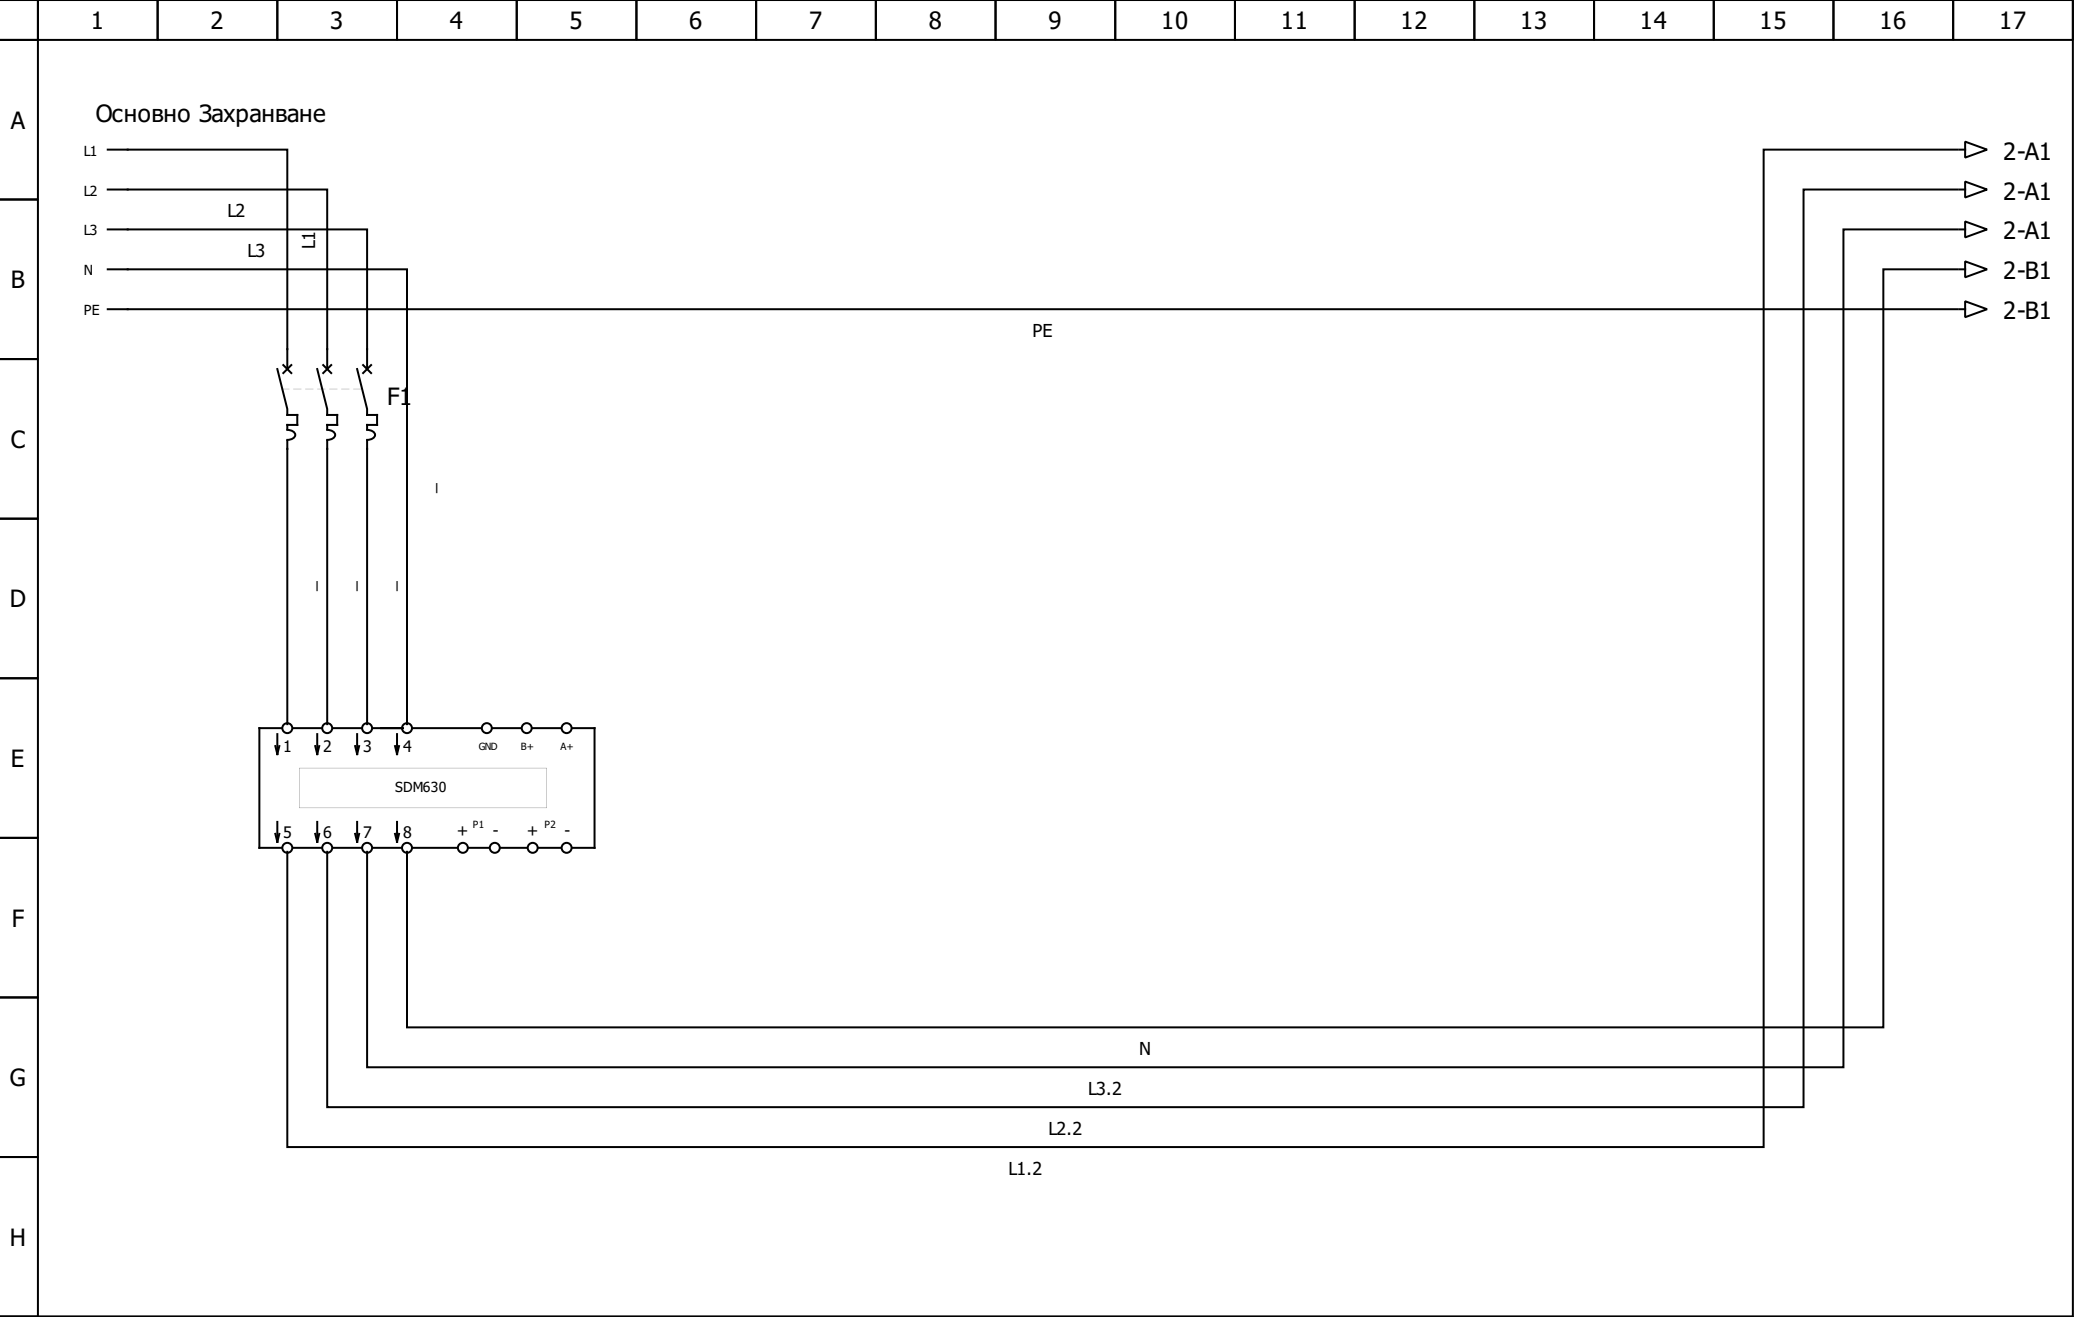 1 2 3 4 5 6 7 8 9 10 11 12 13 14 15 16 17
A
Основно Захранване
L1
2-A1
L2
2-A1
L2
L3
L1
2-A1
L3
B
N
2-B1
PE
2-B1
PE
F1
C
I
D
I I I
E
1 2 3 4 GND B+ A+
SDM630
5 6 7 8 + P1 - + P2 -
F
N
G
L3.2
L2.2
L1.2
H